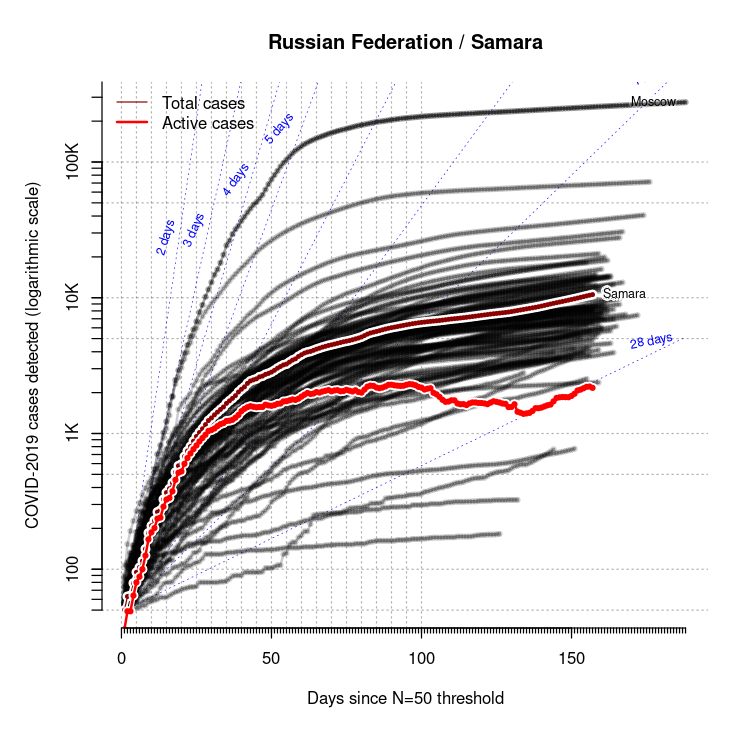 Russian Federation / Samara
Total cases
Active cases
2 days
3 days
4 days
5 days
28 days
Moscow
Samara
COVID-2019 cases detected (logarithmic scale)
100K
10K
1K
100
0
50
100
150
Days since N=50 threshold